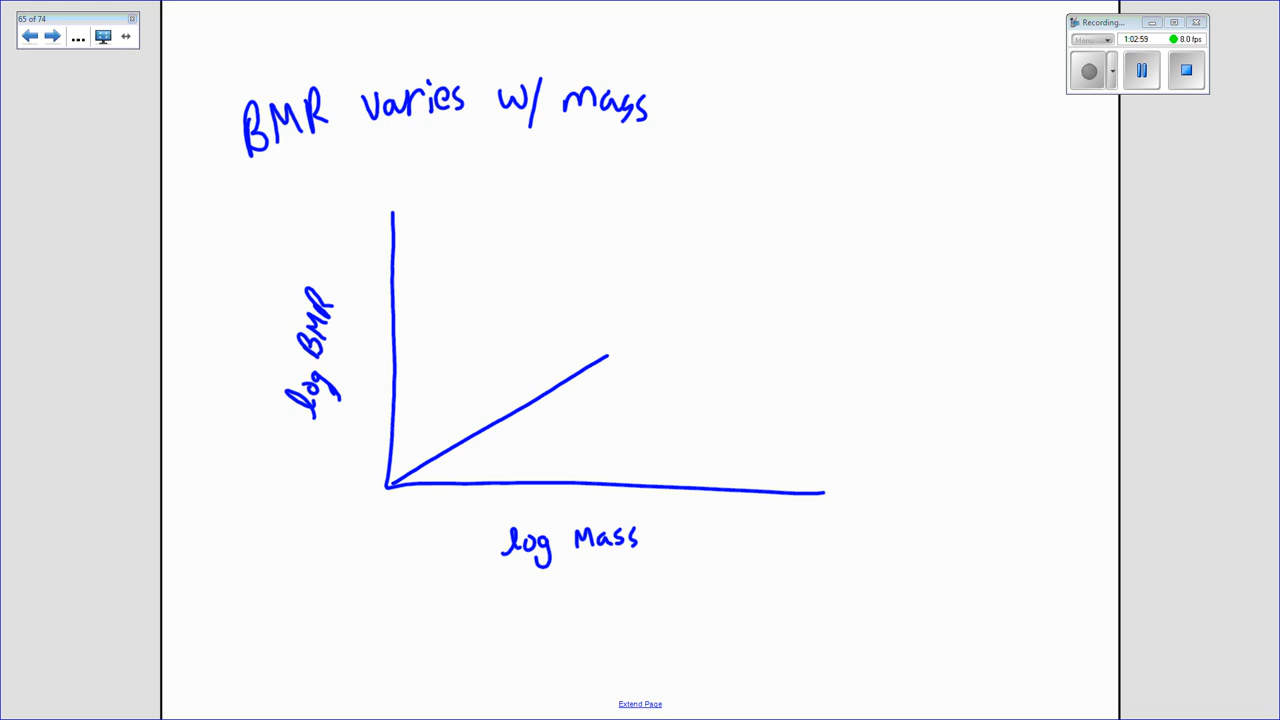 65 of 74
...
Recording...
Menu
1:02:59
8.0 fps
BMR varies w/ mass
log BMR
log Mass
Extend Page